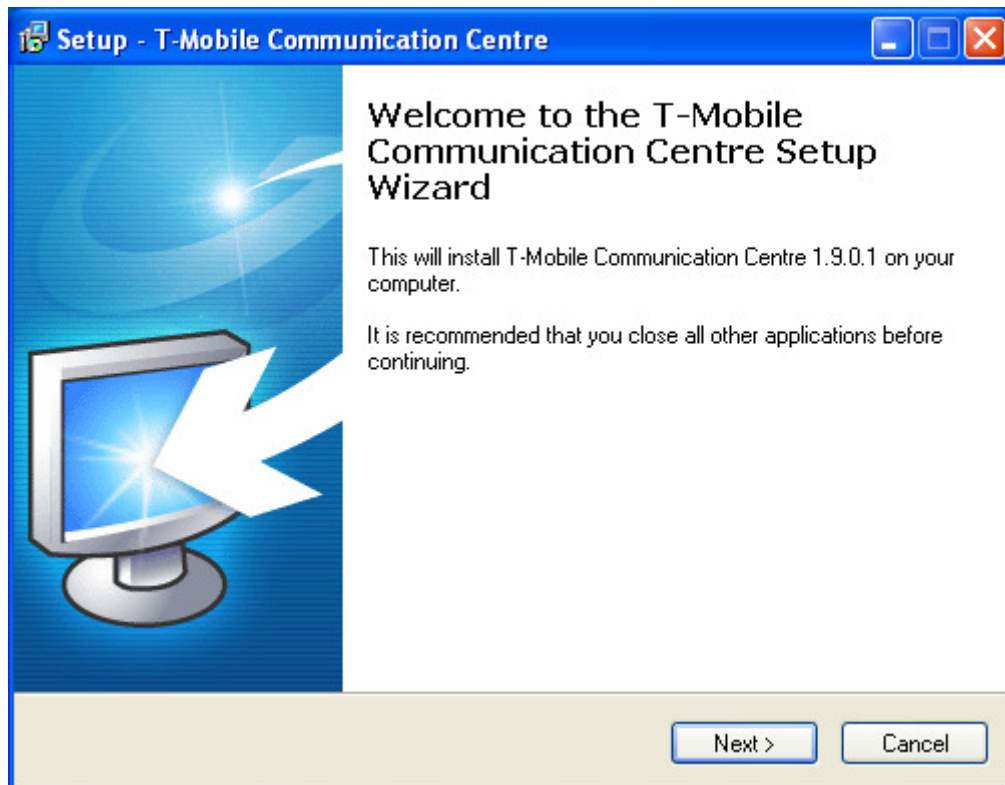 Setup - T-Mobile Communication Centre
Welcome to the T-Mobile
Communication Centre Setup
Wizard
This will install T-Mobile Communication Centre 1.9.0.1 on your
computer.
It is recommended that you close all other applications before
continuing.
Next >
Cancel